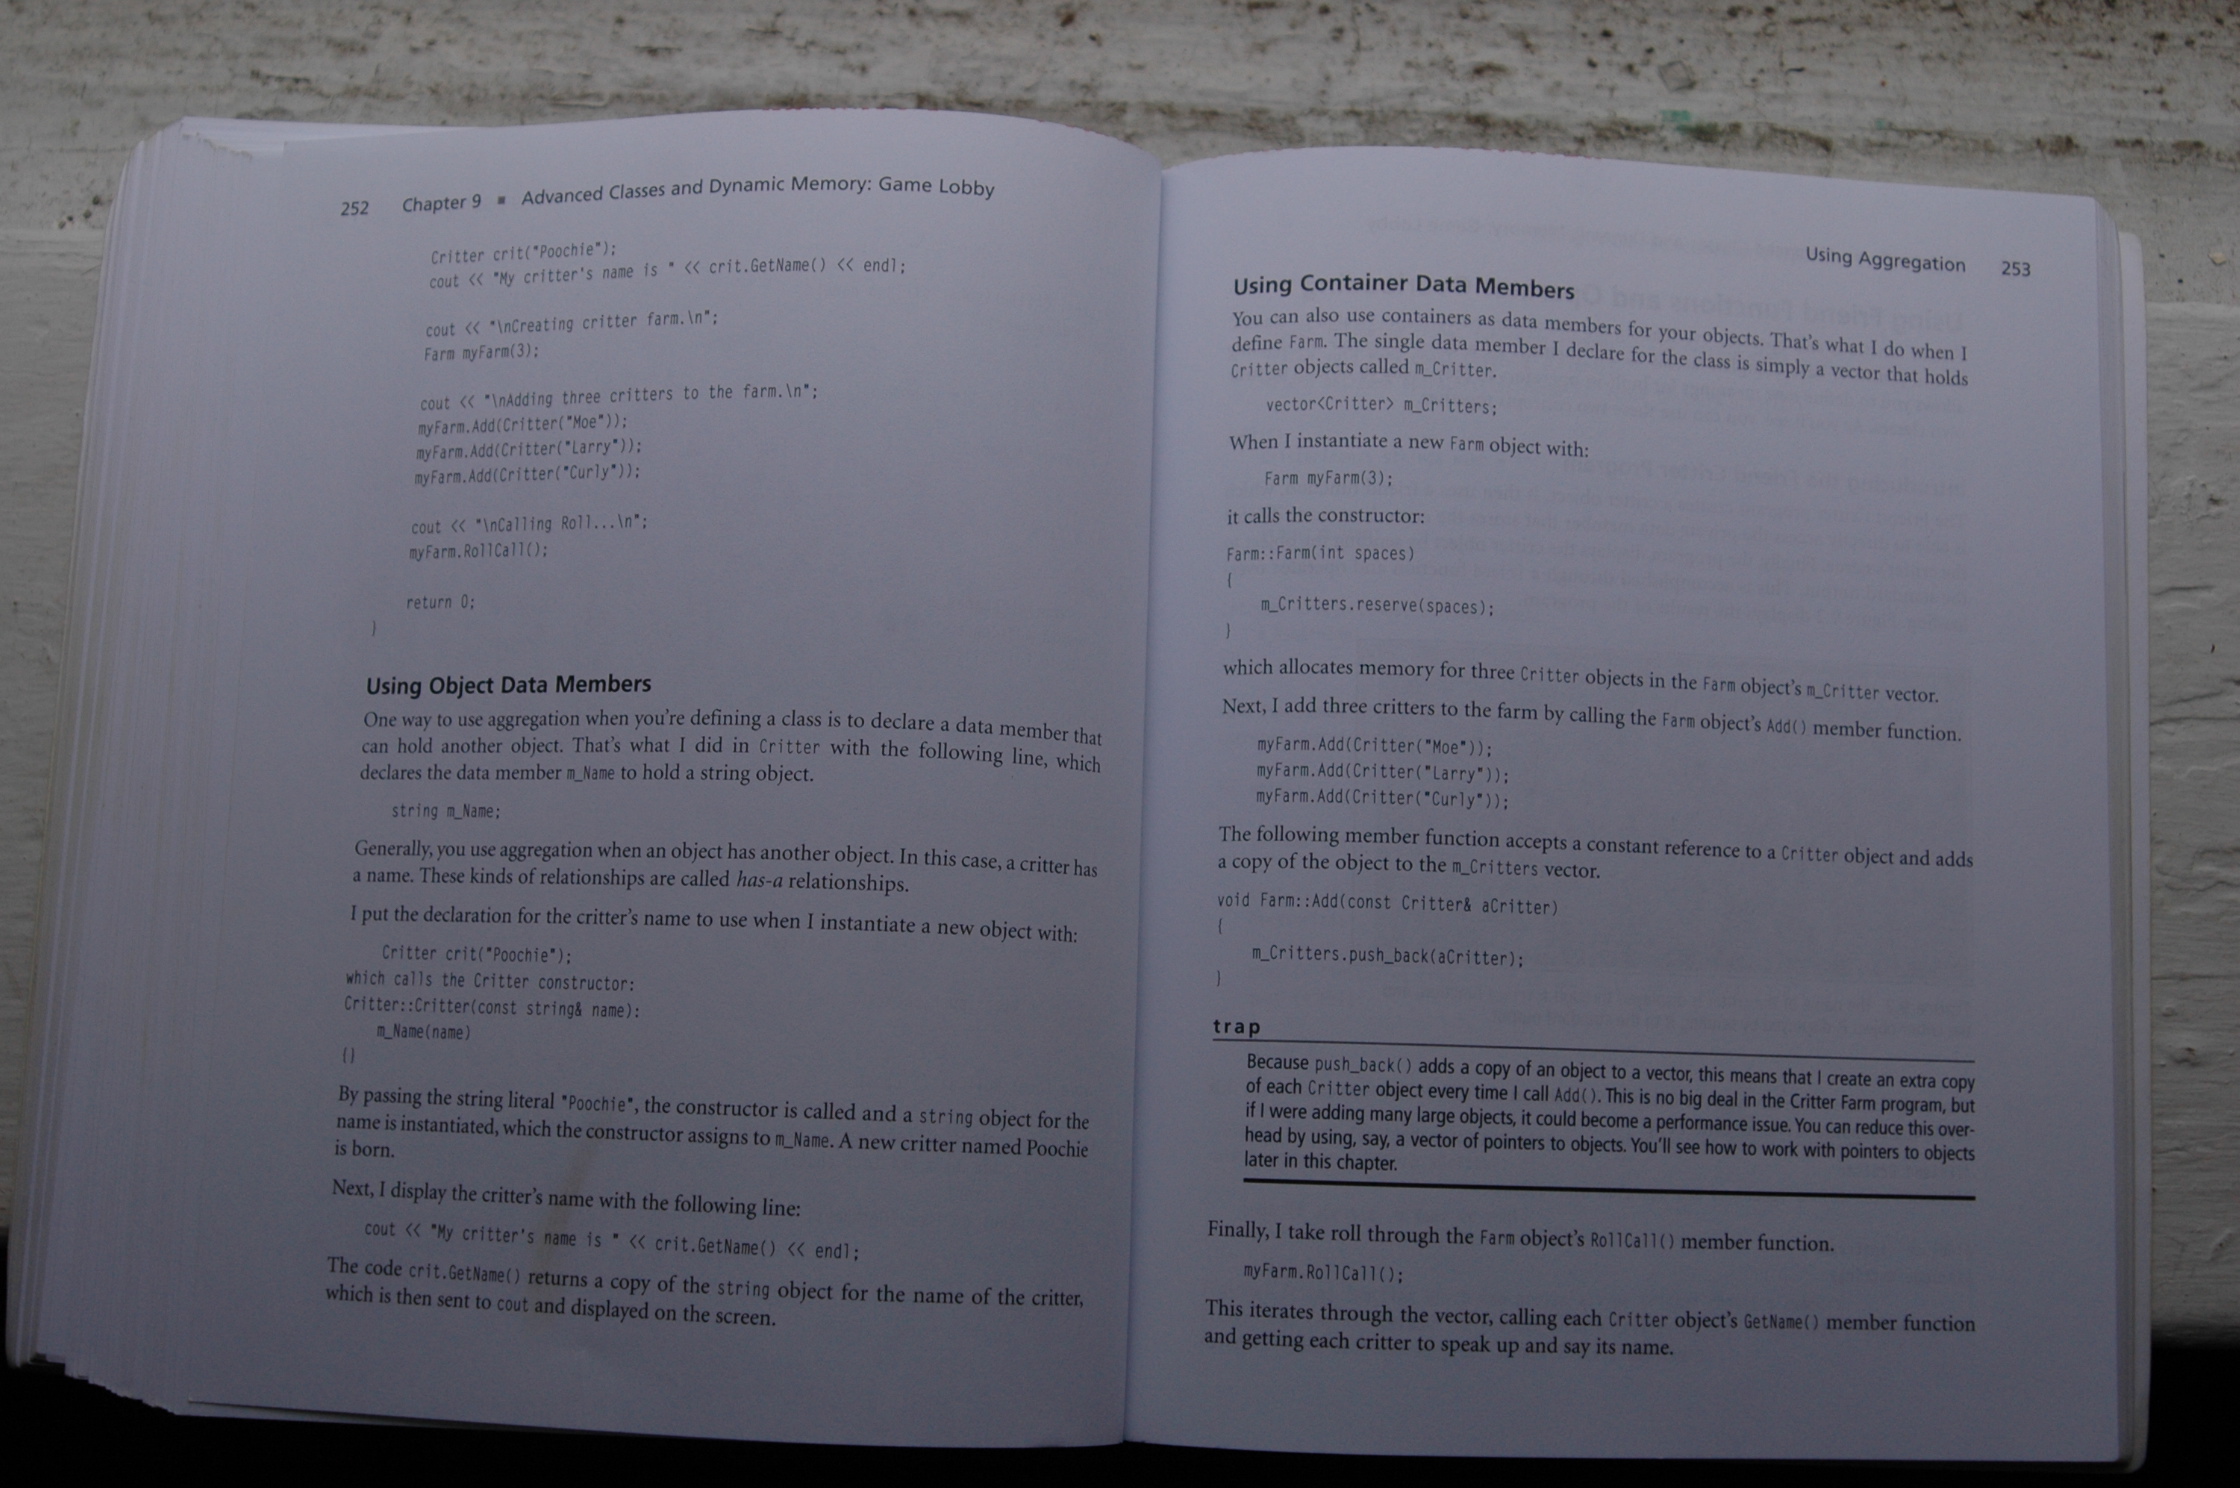 252 Chapter 9 ■ Advanced Classes and Dynamic Memory: Game Lobby
Critter crit("Poochie");
cout << "My critter's name is " << crit.GetName() << endl;
cout << "\nCreating critter farm.\n";
Farm myFarm(3);
cout << "\nAdding three critters to the farm.\n";
myFarm.Add(Critter("Moe"));
myFarm.Add(Critter("Larry"));
myFarm.Add(Critter("Curly"));
cout << "\nCalling Roll...\n";
myFarm.RollCall();
return 0;
}
Using Object Data Members
One way to use aggregation when you're defining a class is to declare a data member that
can hold another object. That's what I did in Critter with the following line, which
declares the data member m_Name to hold a string object.
string m_Name;
Generally, you use aggregation when an object has another object. In this case, a critter has
a name. These kinds of relationships are called has-a relationships.
I put the declaration for the critter's name to use when I instantiate a new object with:
Critter crit("Poochie");
which calls the Critter constructor:
Critter::Critter(const string& name):
m_Name(name)
{}
By passing the string literal "Poochie", the constructor is called and a string object for the
name is instantiated, which the constructor assigns to m_Name. A new critter named Poochie
is born.
Next, I display the critter's name with the following line:
cout << "My critter's name is " << crit.GetName() << endl;
The code crit.GetName() returns a copy of the string object for the name of the critter,
which is then sent to cout and displayed on the screen.
Using Aggregation 253
Using Container Data Members
You can also use containers as data members for your objects. That's what I do when I
define Farm. The single data member I declare for the class is simply a vector that holds
Critter objects called m_Critter.
vector<Critter> m_Critters;
When I instantiate a new Farm object with:
Farm myFarm(3);
it calls the constructor:
Farm::Farm(int spaces)
{
m_Critters.reserve(spaces);
}
which allocates memory for three Critter objects in the Farm object's m_Critter vector.
Next, I add three critters to the farm by calling the Farm object's Add() member function.
myFarm.Add(Critter("Moe"));
myFarm.Add(Critter("Larry"));
myFarm.Add(Critter("Curly"));
The following member function accepts a constant reference to a Critter object and adds
a copy of the object to the m_Critters vector.
void Farm::Add(const Critter& aCritter)
{
m_Critters.push_back(aCritter);
}
trap
Because push_back() adds a copy of an object to a vector, this means that I create an extra copy
of each Critter object every time I call Add(). This is no big deal in the Critter Farm program, but
if I were adding many large objects, it could become a performance issue. You can reduce this over-
head by using, say, a vector of pointers to objects. You'll see how to work with pointers to objects
later in this chapter.
Finally, I take roll through the Farm object's RollCall() member function.
myFarm.RollCall();
This iterates through the vector, calling each Critter object's GetName() member function
and getting each critter to speak up and say its name.